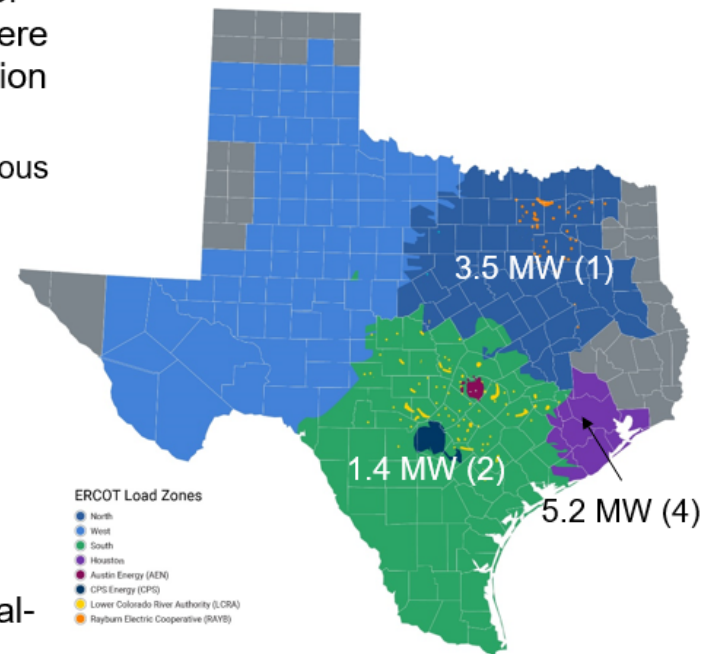 ere
ion
ous
3.5 MW (1)
1.4 MW (2)
5.2 MW (4)
ERCOT Load Zones
North
West
South
Houston
Austin Energy (AEN)
CPS Energy (CPS)
Lower Colorado River Authority (LCRA)
Rayburn Electric Cooperative (RAYB)
al-